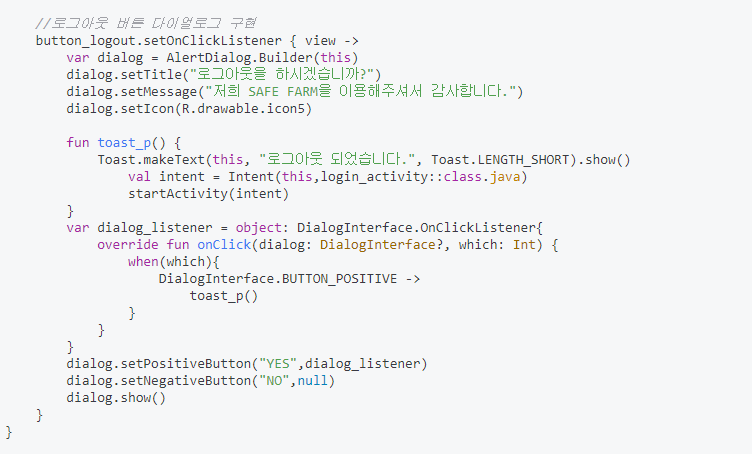 //로그아웃 버튼 다이얼로그 구현
button_logout.setOnClickListener { view ->
var dialog = AlertDialog.Builder(this)
dialog.setTitle("로그아웃을 하시겠습니까?")
dialog.setMessage("저희 SAFE FARM을 이용해주셔서 감사합니다.")
dialog.setIcon(R.drawable.icon5)
fun toast_p() {
Toast.makeText(this, "로그아웃 되었습니다.", Toast.LENGTH_SHORT).show()
val intent = Intent(this,login_activity::class.java)
startActivity(intent)
}
var dialog_listener = object: DialogInterface.OnClickListener{
override fun onClick(dialog: DialogInterface?, which: Int) {
when(which){
DialogInterface.BUTTON_POSITIVE ->
toast_p()
}
}
}
dialog.setPositiveButton("YES",dialog_listener)
dialog.setNegativeButton("NO",null)
dialog.show()
}
}